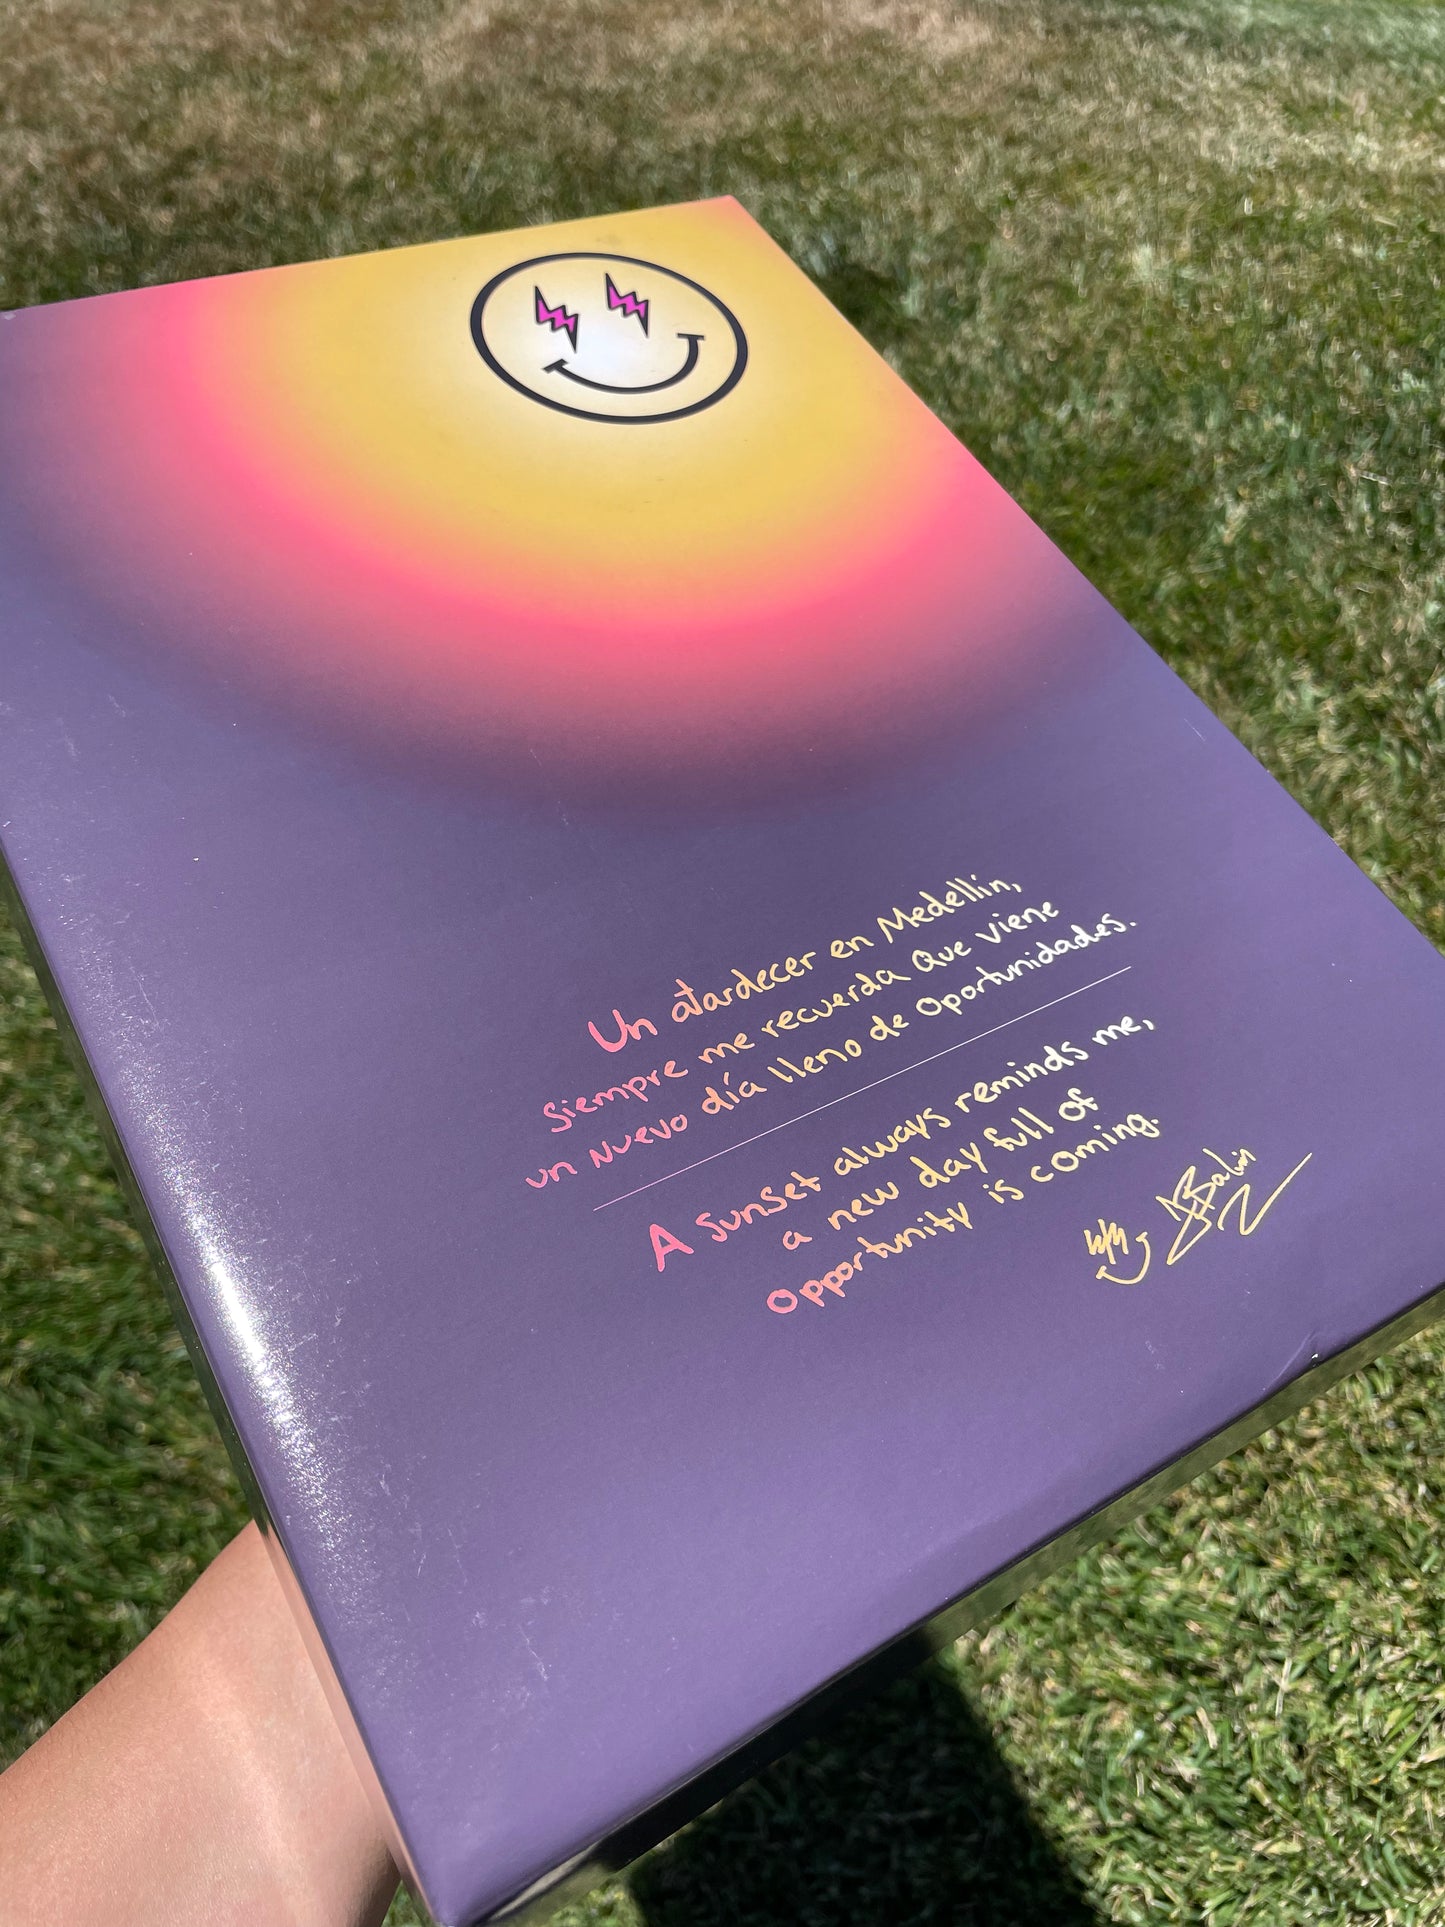 Un atardecer en Medellín,
siempre me recuerda que viene
un nuevo día lleno de oportunidades.
A sunset always reminds me,
a new day full of
opportunity is coming.
JBalvin